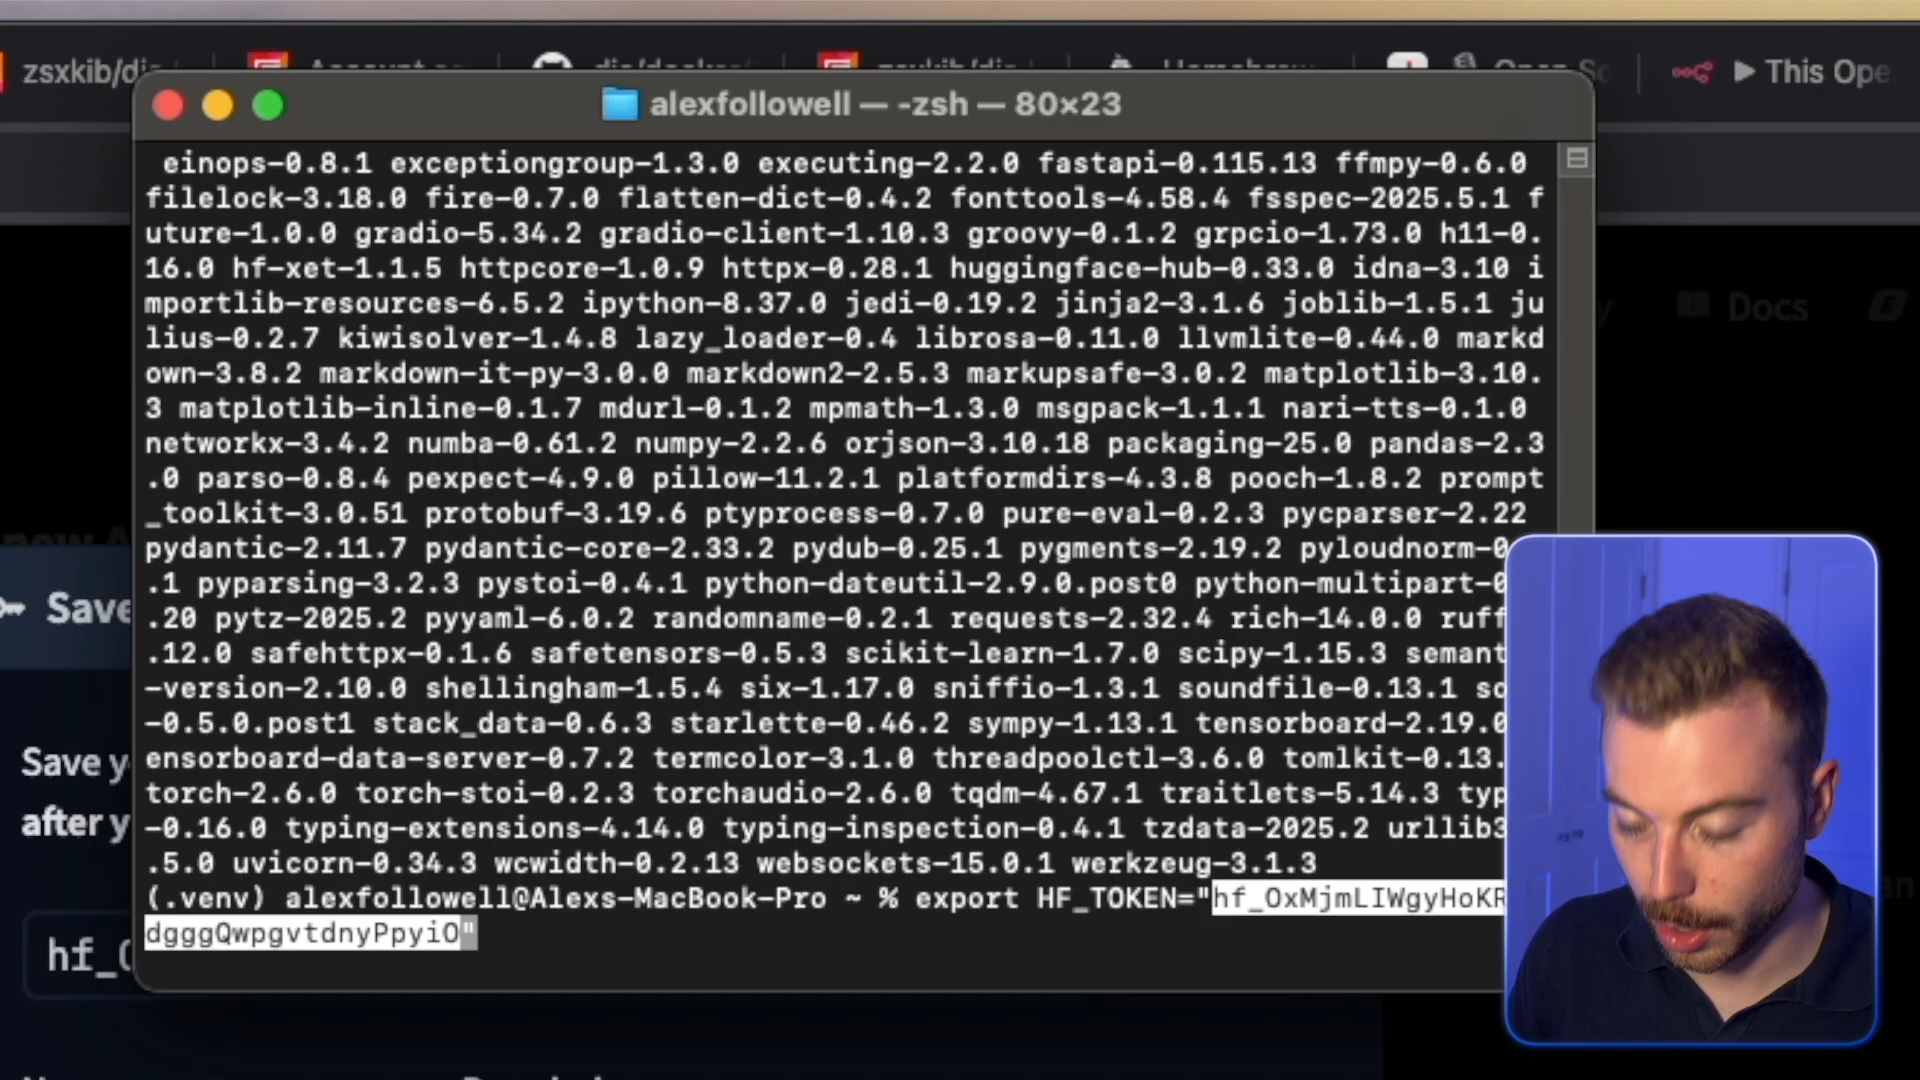 zsxkib/dia
This Ope
alexfollowell — -zsh — 80×23
einops-0.8.1 exceptiongroup-1.3.0 executing-2.2.0 fastapi-0.115.13 ffmpy-0.6.0
filelock-3.18.0 fire-0.7.0 flatten-dict-0.4.2 fonttools-4.58.4 fsspec-2025.5.1 f
uture-1.0.0 gradio-5.34.2 gradio-client-1.10.3 groovy-0.1.2 grpcio-1.73.0 h11-0.
16.0 hf-xet-1.1.5 httpcore-1.0.9 httpx-0.28.1 huggingface-hub-0.33.0 idna-3.10 i
mportlib-resources-6.5.2 ipython-8.37.0 jedi-0.19.2 jinja2-3.1.6 joblib-1.5.1 ju
lius-0.2.7 kiwisolver-1.4.8 lazy_loader-0.4 librosa-0.11.0 llvmlite-0.44.0 markd
own-3.8.2 markdown-it-py-3.0.0 markdown2-2.5.3 markupsafe-3.0.2 matplotlib-3.10.
3 matplotlib-inline-0.1.7 mdurl-0.1.2 mpmath-1.3.0 msgpack-1.1.1 nari-tts-0.1.0
networkx-3.4.2 numba-0.61.2 numpy-2.2.6 orjson-3.10.18 packaging-25.0 pandas-2.3
.0 parso-0.8.4 pexpect-4.9.0 pillow-11.2.1 platformdirs-4.3.8 pooch-1.8.2 prompt
_toolkit-3.0.51 protobuf-3.19.6 ptyprocess-0.7.0 pure-eval-0.2.3 pycparser-2.22
pydantic-2.11.7 pydantic-core-2.33.2 pydub-0.25.1 pygments-2.19.2 pyloudnorm-0
.1 pyparsing-3.2.3 pystoi-0.4.1 python-dateutil-2.9.0.post0 python-multipart-0
.20 pytz-2025.2 pyyaml-6.0.2 randomname-0.2.1 requests-2.32.4 rich-14.0.0 ruff
.12.0 safehttpx-0.1.6 safetensors-0.5.3 scikit-learn-1.7.0 scipy-1.15.3 semant
-version-2.10.0 shellingham-1.5.4 six-1.17.0 sniffio-1.3.1 soundfile-0.13.1 so
-0.5.0.post1 stack_data-0.6.3 starlette-0.46.2 sympy-1.13.1 tensorboard-2.19.0
ensorboard-data-server-0.7.2 termcolor-3.1.0 threadpoolctl-3.6.0 tomlkit-0.13.
torch-2.6.0 torch-stoi-0.2.3 torchaudio-2.6.0 tqdm-4.67.1 traitlets-5.14.3 typ
-0.16.0 typing-extensions-4.14.0 typing-inspection-0.4.1 tzdata-2025.2 urllib3
.5.0 uvicorn-0.34.3 wcwidth-0.2.13 websockets-15.0.1 werkzeug-3.1.3
(.venv) alexfollowell@Alexs-MacBook-Pro ~ % export HF_TOKEN="[access token redacted]"
Docs
Save
Save y
after y
hf_